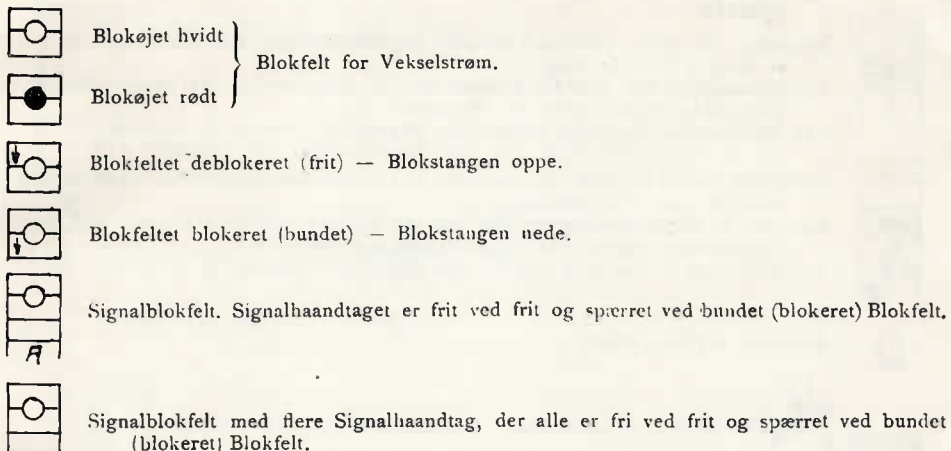 Blokøjet hvidt
Blokfelt for Vekselstrøm.
Blokøjet rødt
Blokfeltet deblokeret (frit) — Blokstangen oppe.
Blokfeltet blokeret (bundet) — Blokstangen nede.
Signalblokfelt. Signalhaandtaget er frit ved frit og spærret ved bundet (blokeret) Blokfelt.
A
Signalblokfelt med flere Signalhaandtag, der alle er fri ved frit og spærret ved bundet
(blokeret) Blokfelt.